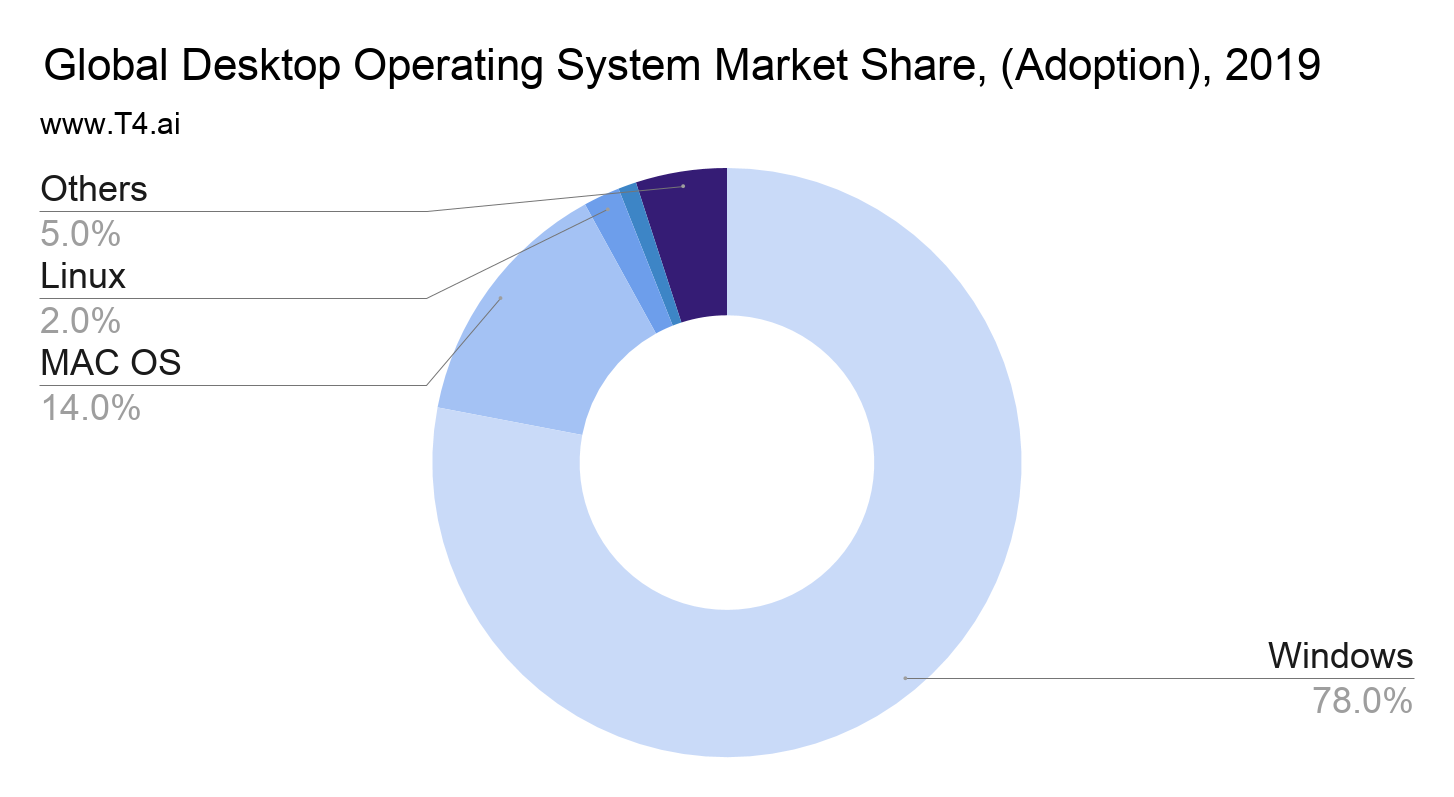 Global Desktop Operating System Market Share, (Adoption), 2019
www.T4.ai
Others
5.0%
Linux
2.0%
MAC OS
14.0%
Windows
78.0%